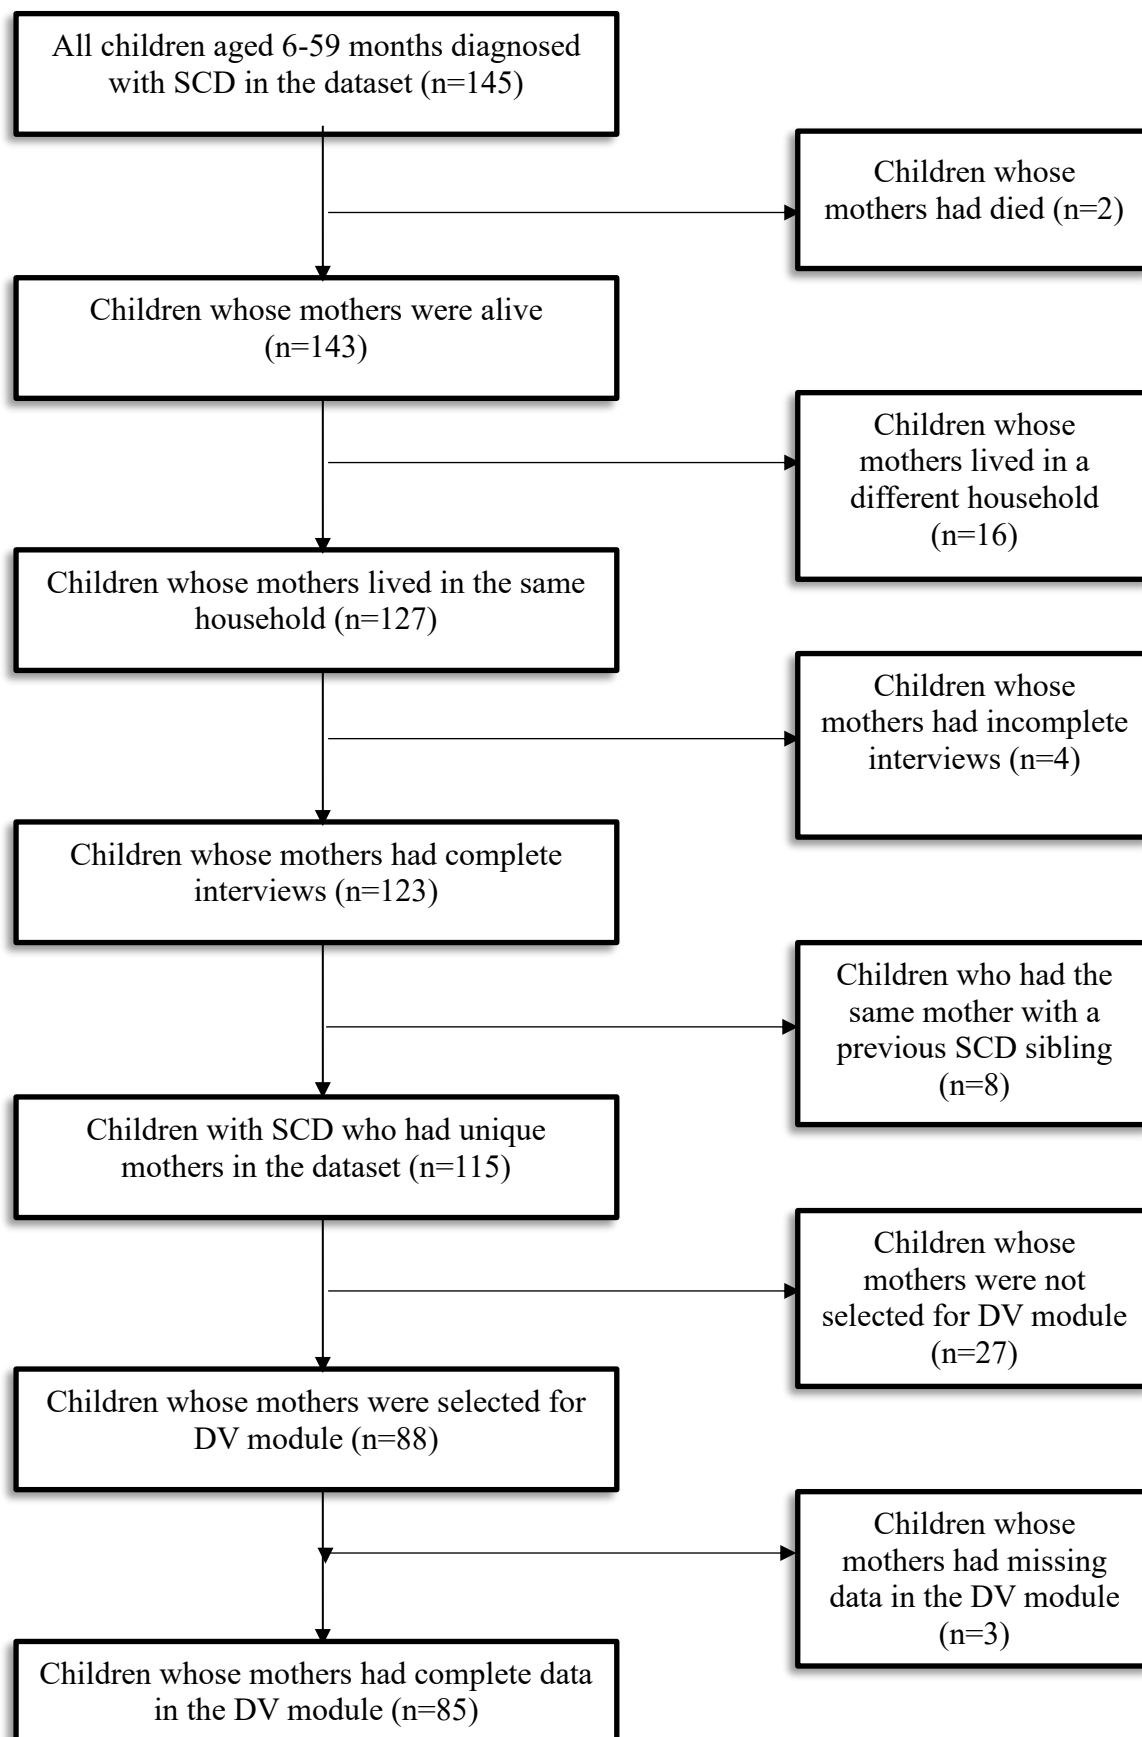 All children aged 6-59 months diagnosed
with SCD in the dataset (n=145)
Children whose
mothers had died (n=2)
Children whose mothers were alive
(n=143)
Children whose
mothers lived in a
different household
(n=16)
Children whose mothers lived in the same
household (n=127)
Children whose
mothers had incomplete
interviews (n=4)
Children whose mothers had complete
interviews (n=123)
Children who had the
same mother with a
previous SCD sibling
(n=8)
Children with SCD who had unique
mothers in the dataset (n=115)
Children whose
mothers were not
selected for DV module
(n=27)
Children whose mothers were selected for
DV module (n=88)
Children whose
mothers had missing
data in the DV module
(n=3)
Children whose mothers had complete data
in the DV module (n=85)